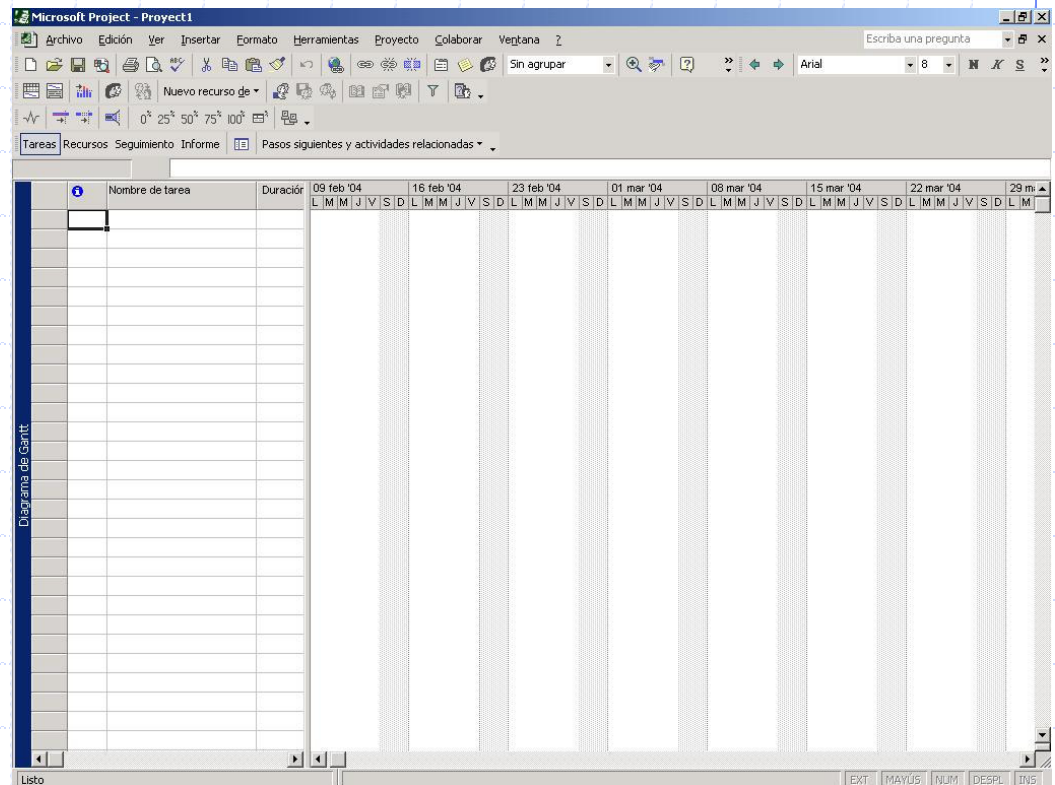 Microsoft Project - Proyect1
Archivo Edición Ver Insertar Formato Herramientas Proyecto Colaborar Ventana ? Escriba una pregunta
Sin agrupar Arial 8 N K S
Nuevo recurso de
0% 25% 50% 75% 100%
Tareas Recursos Seguimiento Informe Pasos siguientes y actividades relacionadas
Nombre de tarea Duración 09 feb '04 16 feb '04 23 feb '04 01 mar '04 08 mar '04 15 mar '04 22 mar '04
L M M J V S D L M M J V S D L M M J V S D L M M J V S D L M M J V S D L M M J V S D L M M J V S D L M
Diagrama de Gantt
Listo EXT MAYÚS NUM DESPL INS